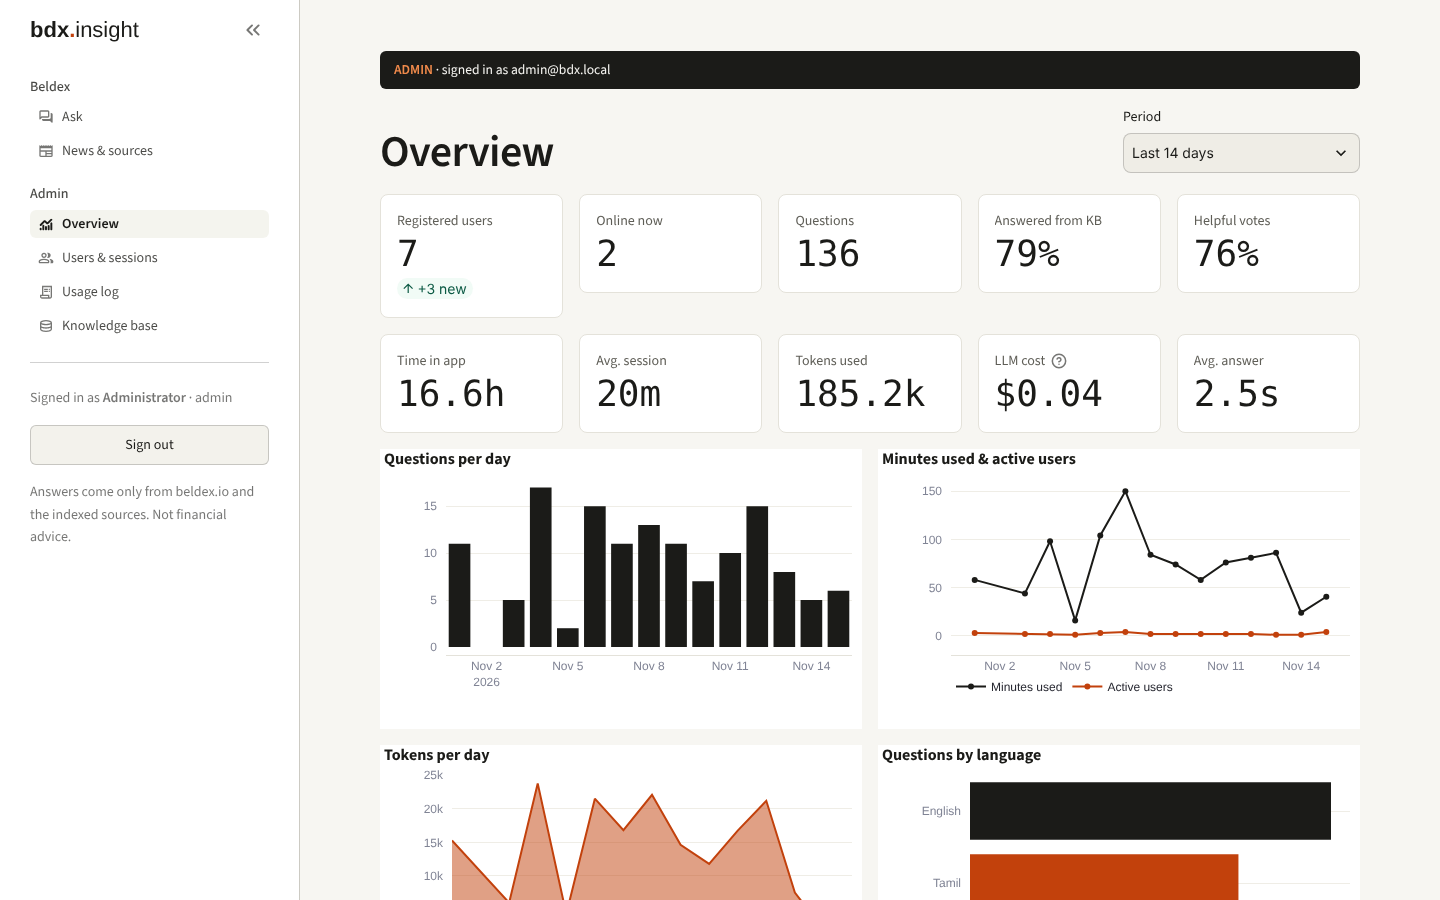 bdx.insight
Beldex
Ask
News & sources
Admin
Overview
Users & sessions
Usage log
Knowledge base
Signed in as Administrator · admin
Sign out
Answers come only from beldex.io and
the indexed sources. Not financial
advice.
ADMIN · signed in as admin@bdx.local
Overview
Period
Last 14 days
Registered users
7
↑ +3 new
Online now
2
Questions
136
Answered from KB
79%
Helpful votes
76%
Time in app
16.6h
Avg. session
20m
Tokens used
185.2k
LLM cost ?
$0.04
Avg. answer
2.5s
Questions per day
15
10
5
0
Nov 2 Nov 5 Nov 8 Nov 11 Nov 14
2026
Minutes used & active users
150
100
50
0
Nov 2 Nov 5 Nov 8 Nov 11 Nov 14
Minutes used Active users
Tokens per day
25k
20k
15k
10k
Questions by language
English
Tamil